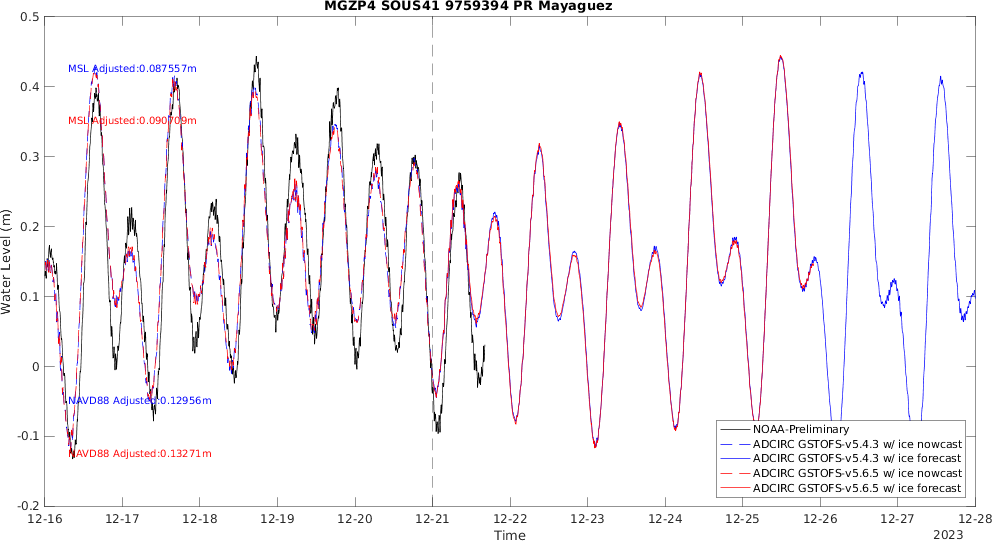 MGZP4 SOUS41 9759394 PR Mayaguez
0.5
0.4
0.3
0.2
0.1
0
-0.1
-0.2
Water Level (m)
MSL Adjusted:0.087557m
MSL Adjusted:0.090709m
NAVD88 Adjusted:0.12956m
NAVD88 Adjusted:0.13271m
NOAA-Preliminary
ADCIRC GSTOFS-v5.4.3 w/ ice nowcast
ADCIRC GSTOFS-v5.4.3 w/ ice forecast
ADCIRC GSTOFS-v5.6.5 w/ ice nowcast
ADCIRC GSTOFS-v5.6.5 w/ ice forecast
12-16 12-17 12-18 12-19 12-20 12-21 12-22 12-23 12-24 12-25 12-26 12-27 12-28
Time
2023